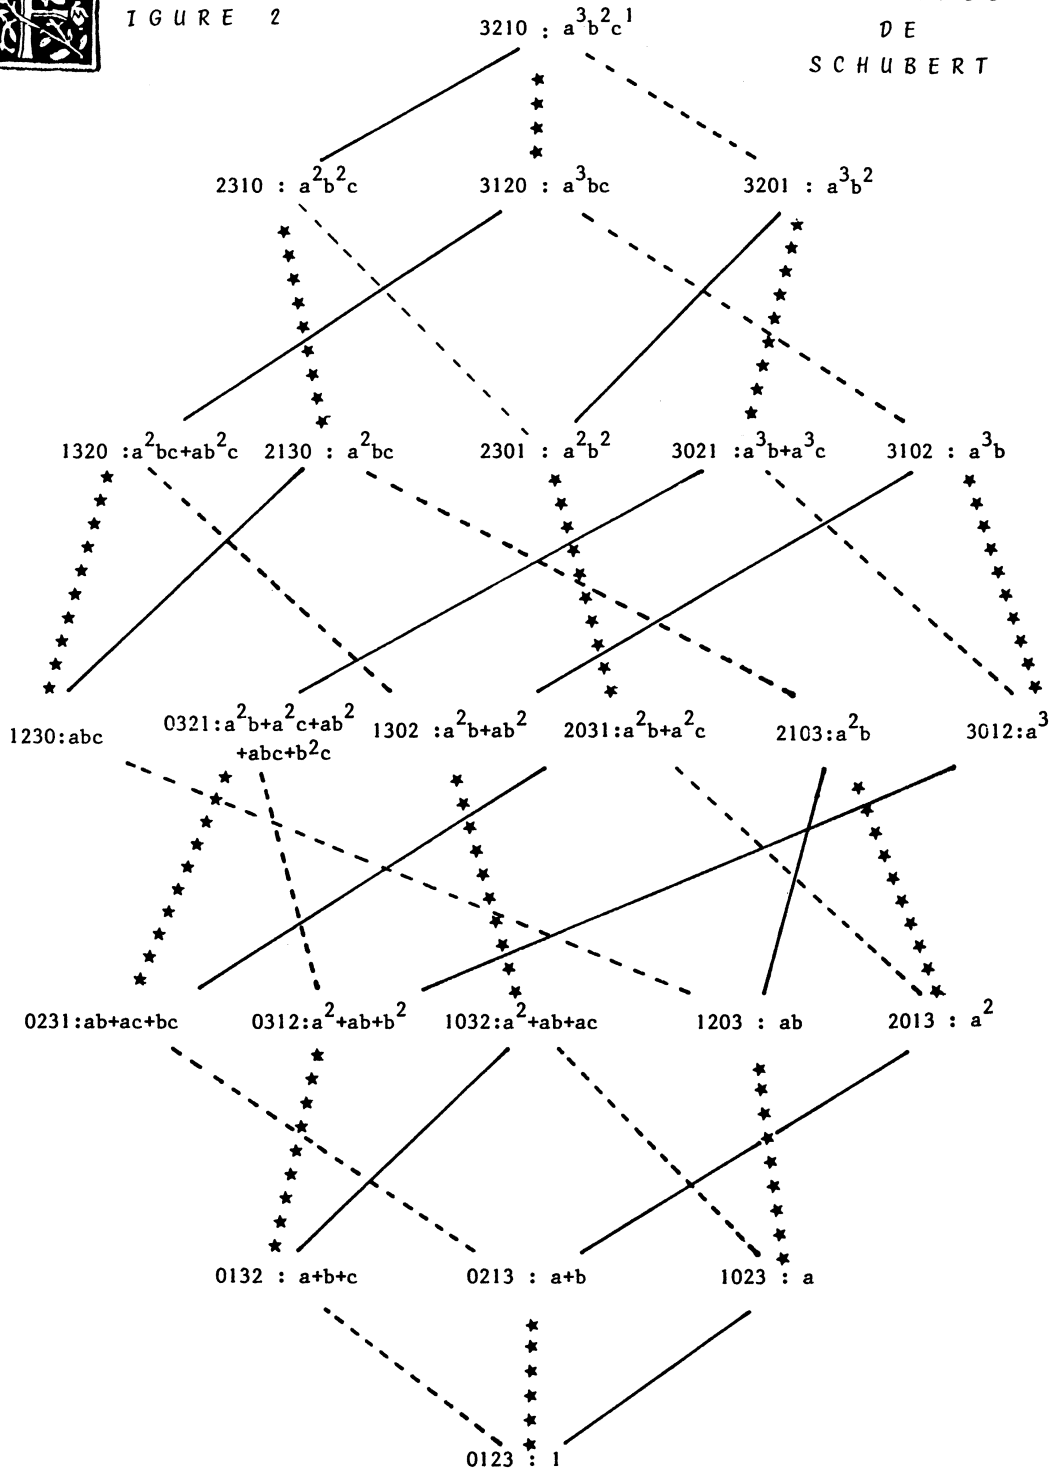 IGURE 2
DE
SCHUBERT
3210 : a³b²c¹
2310 : a²b²c 3120 : a³bc 3201 : a³b²
1320 :a²bc+ab²c 2130 : a²bc 2301 : a²b² 3021 :a³b+a³c 3102 : a³b
1230:abc 0321:a²b+a²c+ab² 1302 :a²b+ab² 2031:a²b+a²c 2103:a²b 3012:a³
+abc+b²c
0231:ab+ac+bc 0312:a²+ab+b² 1032:a²+ab+ac 1203 : ab 2013 : a²
0132 : a+b+c 0213 : a+b 1023 : a
0123 : 1